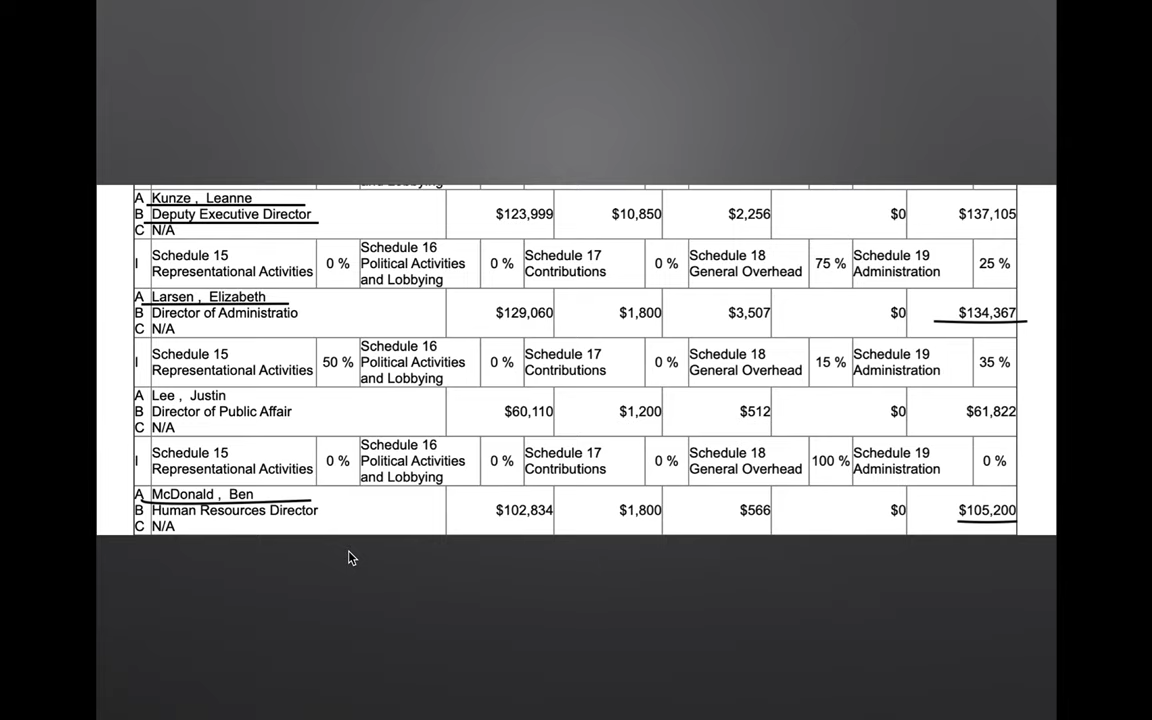 A Kunze , Leanne
B Deputy Executive Director $123,999 $10,850 $2,256 $0 $137,105
C N/A
I Schedule 15 Representational Activities 0 % Schedule 16 Political Activities and Lobbying 0 % Schedule 17 Contributions 0 % Schedule 18 General Overhead 75 % Schedule 19 Administration 25 %
A Larsen , Elizabeth
B Director of Administratio $129,060 $1,800 $3,507 $0 $134,367
C N/A
I Schedule 15 Representational Activities 50 % Schedule 16 Political Activities and Lobbying 0 % Schedule 17 Contributions 0 % Schedule 18 General Overhead 15 % Schedule 19 Administration 35 %
A Lee , Justin
B Director of Public Affair $60,110 $1,200 $512 $0 $61,822
C N/A
I Schedule 15 Representational Activities 0 % Schedule 16 Political Activities and Lobbying 0 % Schedule 17 Contributions 0 % Schedule 18 General Overhead 100 % Schedule 19 Administration 0 %
A McDonald , Ben
B Human Resources Director $102,834 $1,800 $566 $0 $105,200
C N/A